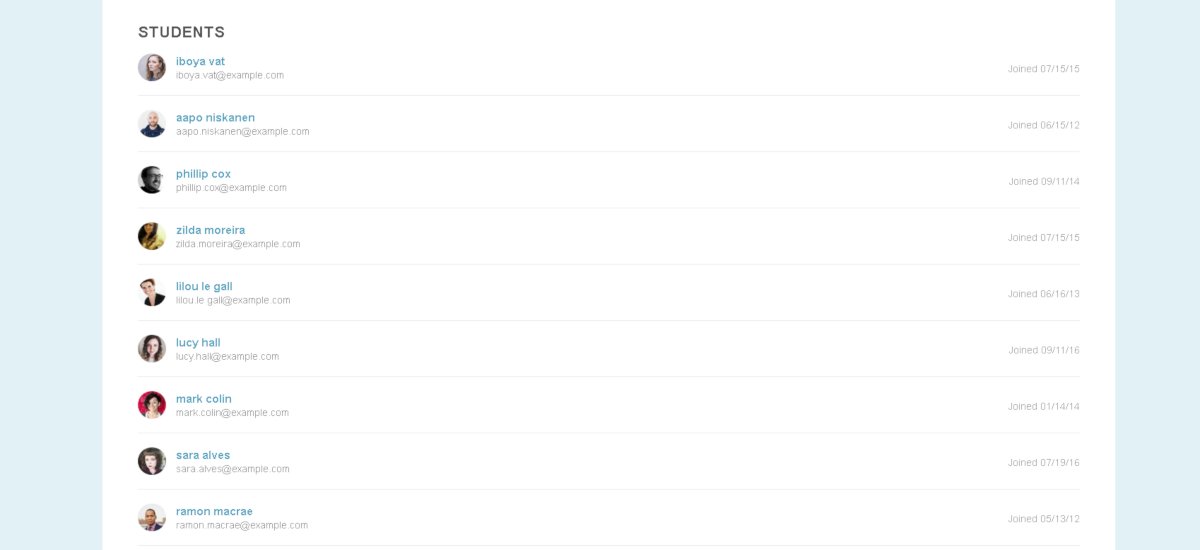 STUDENTS
iboya vat
iboya.vat@example.com
Joined 07/15/15
aapo niskanen
aapo.niskanen@example.com
Joined 06/15/12
phillip cox
phillip.cox@example.com
Joined 09/11/14
zilda moreira
zilda.moreira@example.com
Joined 07/15/15
lilou le gall
lilou.le gall@example.com
Joined 06/16/13
lucy hall
lucy.hall@example.com
Joined 09/11/16
mark colin
mark.colin@example.com
Joined 01/14/14
sara alves
sara.alves@example.com
Joined 07/19/16
ramon macrae
ramon.macrae@example.com
Joined 05/13/12